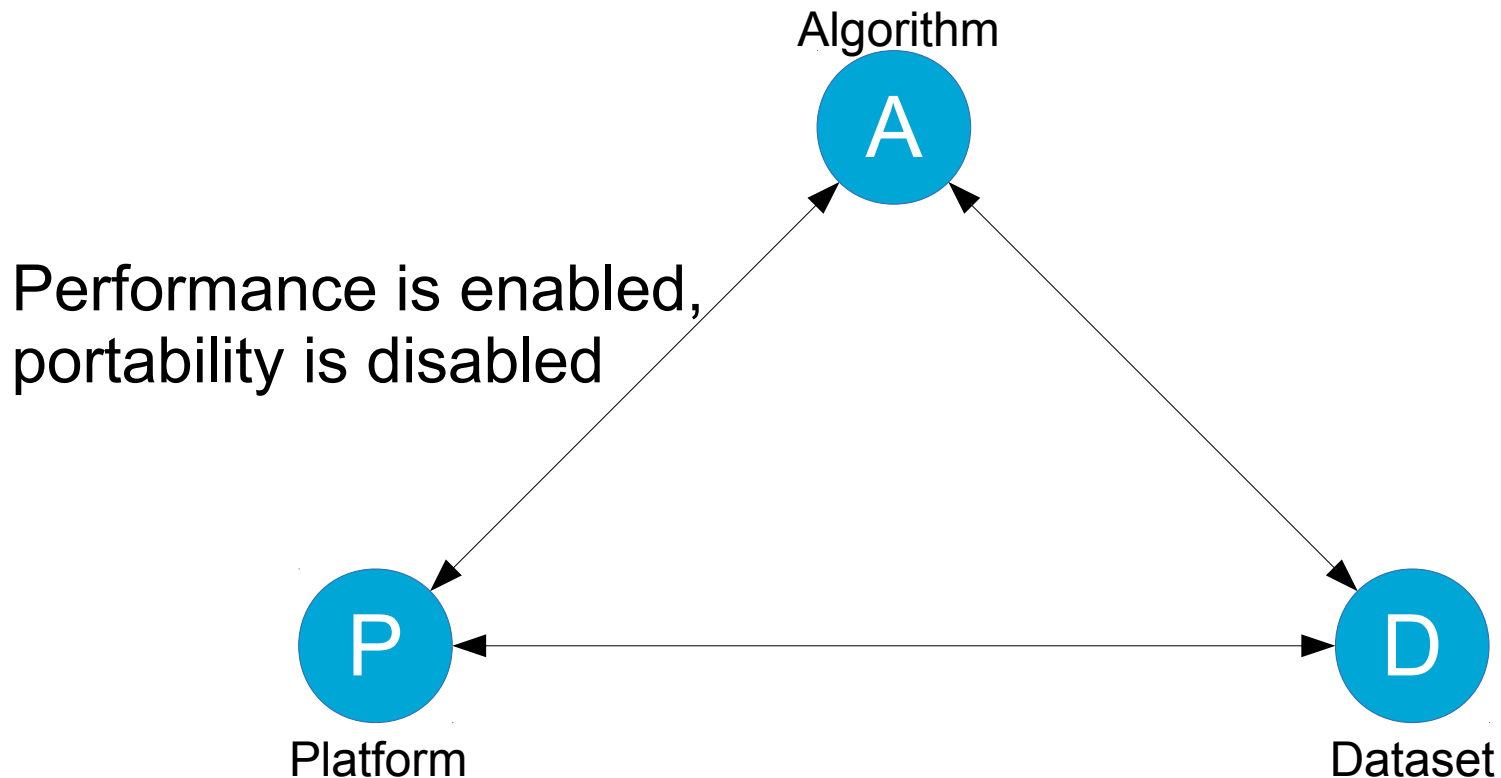 Algorithm
A
Performance is enabled,
portability is disabled
P
D
Platform
Dataset